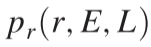 p_r(r, E, L)